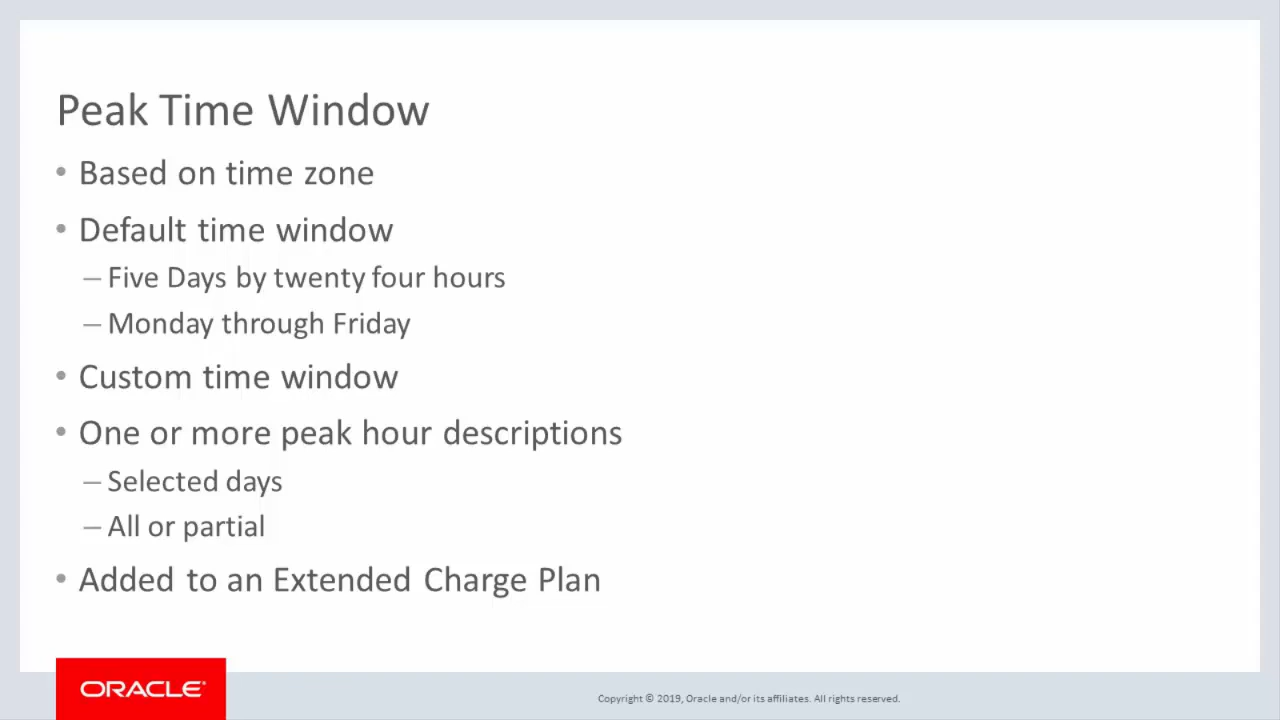 Peak Time Window
• Based on time zone
• Default time window
– Five Days by twenty four hours
– Monday through Friday
• Custom time window
• One or more peak hour descriptions
– Selected days
– All or partial
• Added to an Extended Charge Plan
ORACLE®
Copyright © 2019, Oracle and/or its affiliates. All rights reserved.